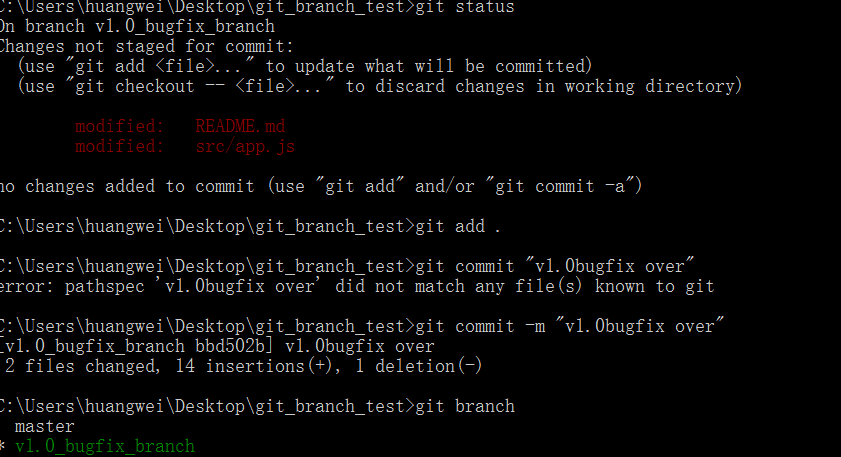 C:\Users\huangwei\Desktop\git_branch_test>git status
On branch v1.0_bugfix_branch
Changes not staged for commit:
  (use "git add <file>..." to update what will be committed)
  (use "git checkout -- <file>..." to discard changes in working directory)
        modified:   README.md
        modified:   src/app.js
no changes added to commit (use "git add" and/or "git commit -a")
C:\Users\huangwei\Desktop\git_branch_test>git add .
C:\Users\huangwei\Desktop\git_branch_test>git commit "v1.0bugfix over"
error: pathspec 'v1.0bugfix over' did not match any file(s) known to git
C:\Users\huangwei\Desktop\git_branch_test>git commit -m "v1.0bugfix over"
[v1.0_bugfix_branch bbd502b] v1.0bugfix over
 2 files changed, 14 insertions(+), 1 deletion(-)
C:\Users\huangwei\Desktop\git_branch_test>git branch
  master
* v1.0_bugfix_branch